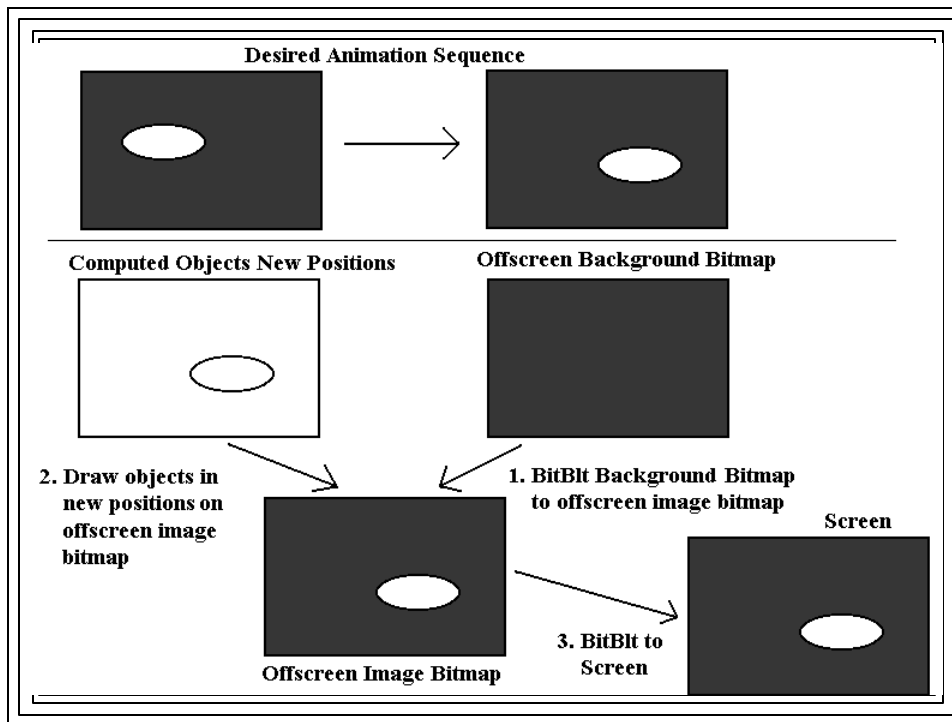 Desired Animation Sequence
Computed Objects New Positions
Offscreen Background Bitmap
2. Draw objects in
new positions on
offscreen image
bitmap
1. BitBlt Background Bitmap
to offscreen image bitmap
Screen
3. BitBlt to
Screen
Offscreen Image Bitmap